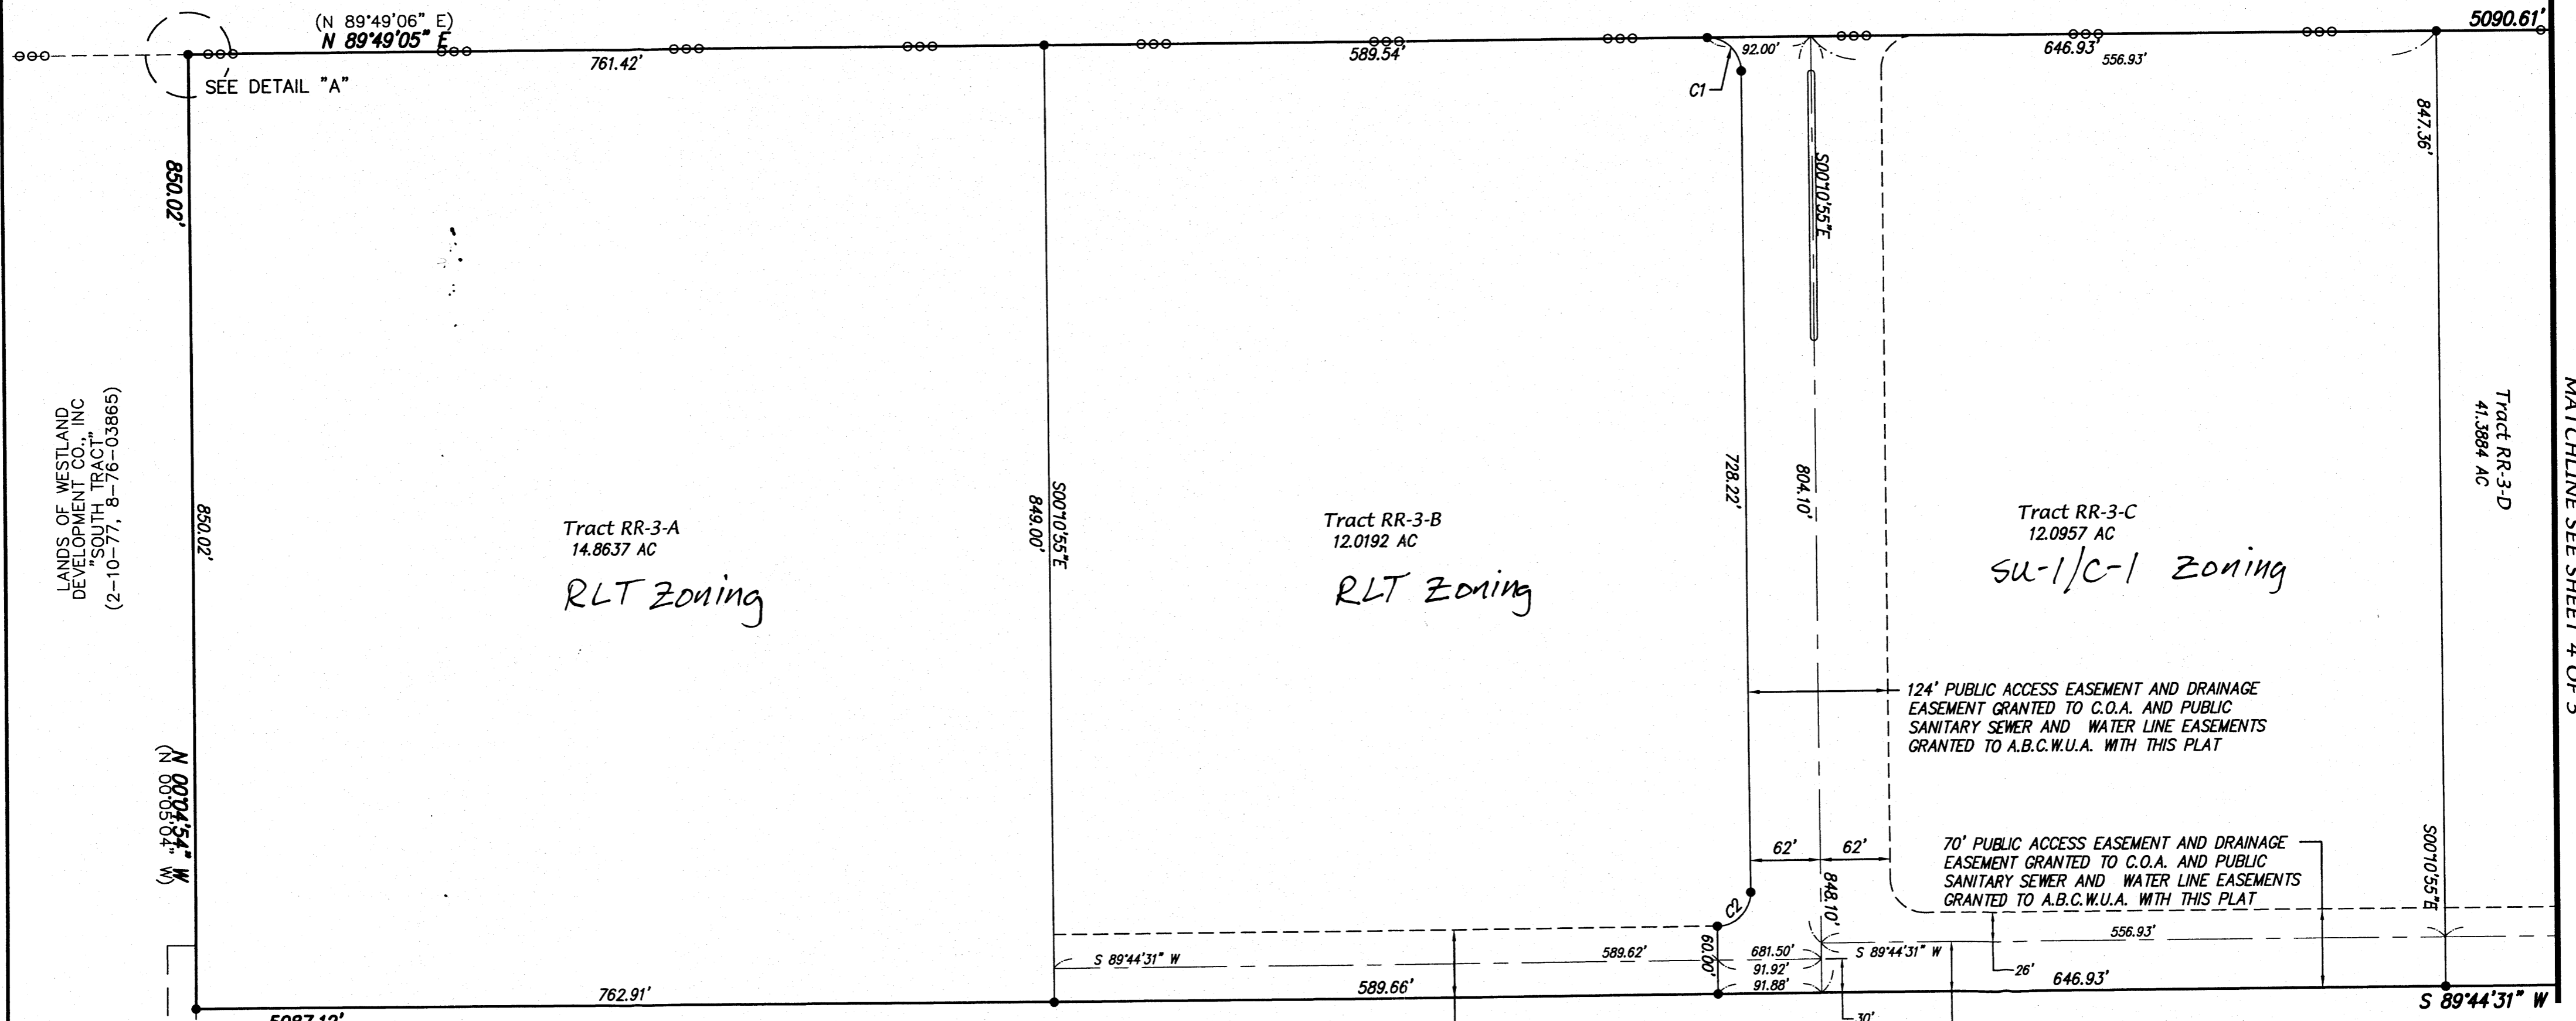 (N 89°49'06" E)
N 89°49'05" E
SEE DETAIL "A"
761.42'
589.54'
92.00'
C1
646.93'
556.93'
5090.61'
850.02'
850.02'
LANDS OF WESTLAND
DEVELOPMENT CO., INC
"SOUTH TRACT"
(2-10-77, 8-76-03865)
N 00°04'54" W
(N 00°05'04" W)
Tract RR-3-A
14.8637 AC
RLT Zoning
S00°10'55"E
849.00'
Tract RR-3-B
12.0192 AC
RLT Zoning
728.22'
S00°10'55"E
804.10'
Tract RR-3-C
12.0957 AC
SU-1/C-1 Zoning
847.36'
Tract RR-3-D
41.3884 AC
MATCHLINE SEE SHEET 4 OF 5
124' PUBLIC ACCESS EASEMENT AND DRAINAGE
EASEMENT GRANTED TO C.O.A. AND PUBLIC
SANITARY SEWER AND WATER LINE EASEMENTS
GRANTED TO A.B.C.W.U.A. WITH THIS PLAT
62'
62'
848.10'
70' PUBLIC ACCESS EASEMENT AND DRAINAGE
EASEMENT GRANTED TO C.O.A. AND PUBLIC
SANITARY SEWER AND WATER LINE EASEMENTS
GRANTED TO A.B.C.W.U.A. WITH THIS PLAT
S00°10'55"E
C2
60.00'
S 89°44'31" W
589.62'
681.50'
91.92'
91.88'
S 89°44'31" W
556.93'
26'
30'
762.91'
589.66'
646.93'
S 89°44'31" W
5087.12'